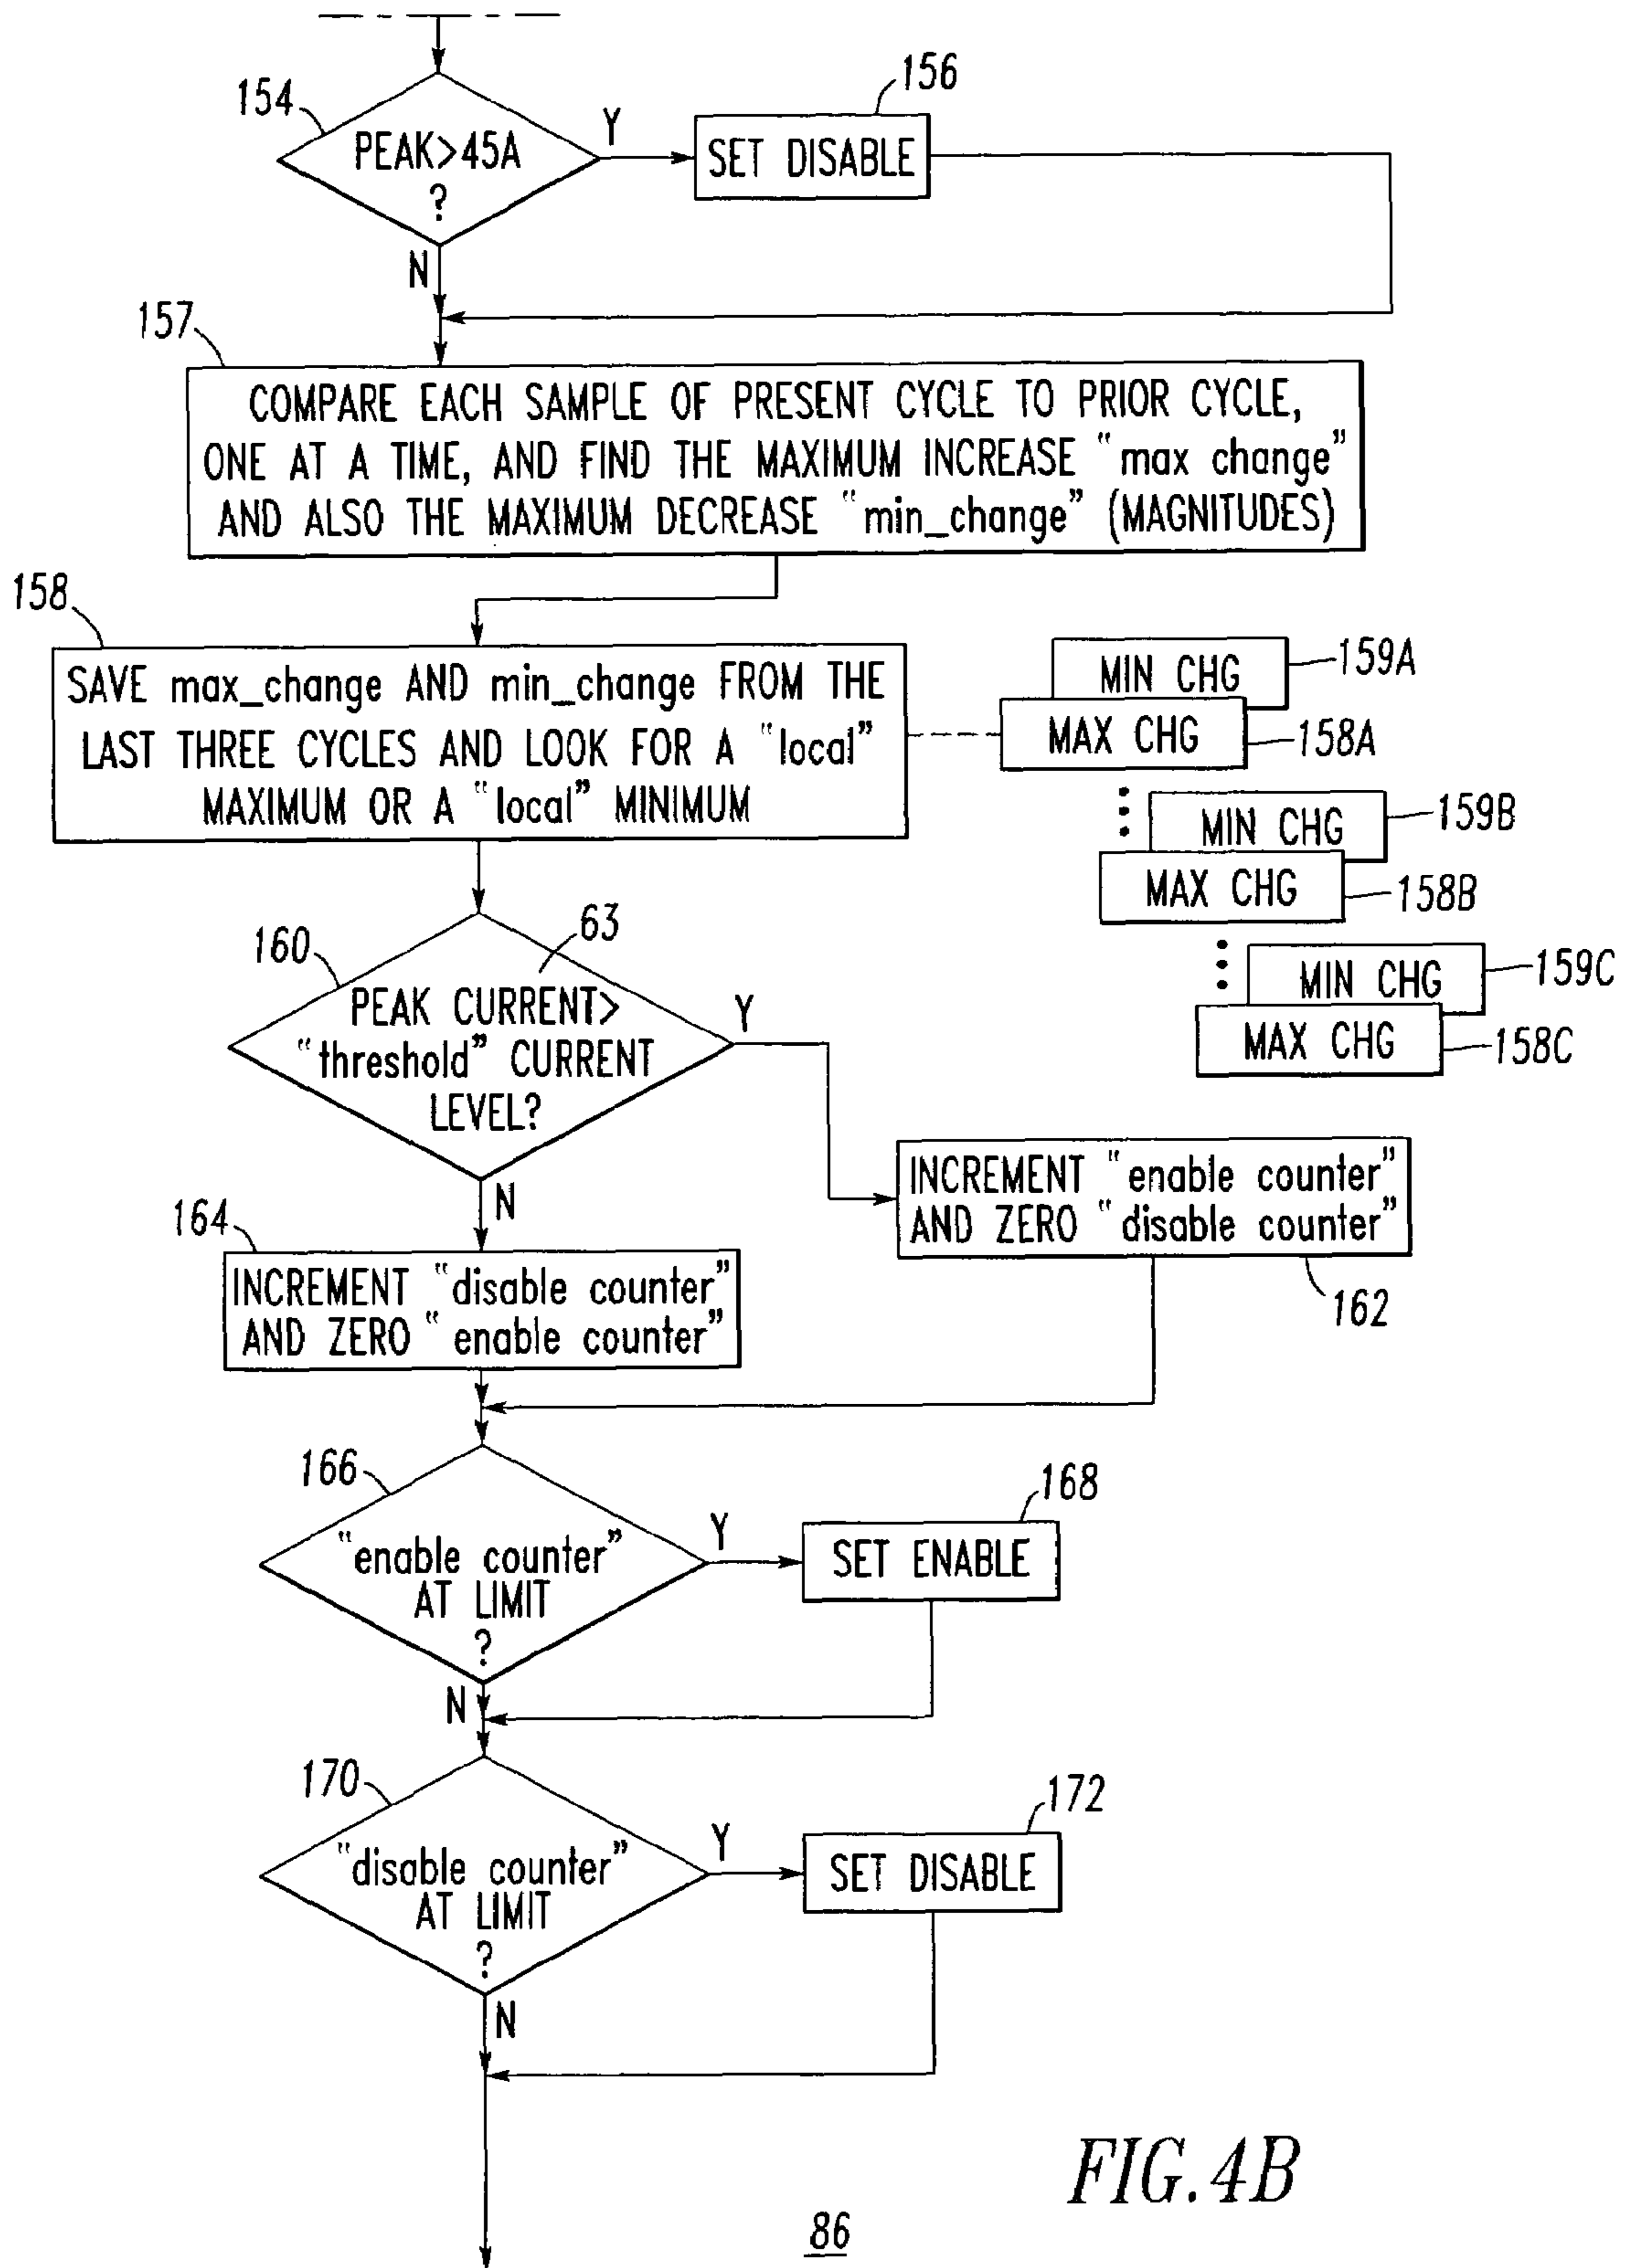 154
PEAK>45A
?
Y
156
SET DISABLE
N
157
COMPARE EACH SAMPLE OF PRESENT CYCLE TO PRIOR CYCLE,
ONE AT A TIME, AND FIND THE MAXIMUM INCREASE "max change"
AND ALSO THE MAXIMUM DECREASE "min_change" (MAGNITUDES)
158
SAVE max_change AND min_change FROM THE
LAST THREE CYCLES AND LOOK FOR A "local"
MAXIMUM OR A "local" MINIMUM
MIN CHG
159A
MAX CHG
158A
MIN CHG
159B
MAX CHG
158B
MIN CHG
159C
MAX CHG
158C
160
63
PEAK CURRENT>
"threshold" CURRENT
LEVEL?
Y
N
INCREMENT "enable counter"
AND ZERO "disable counter"
162
164
INCREMENT "disable counter"
AND ZERO "enable counter"
166
"enable counter"
AT LIMIT
?
Y
168
SET ENABLE
N
170
"disable counter"
AT LIMIT
?
Y
172
SET DISABLE
N
FIG.4B
86